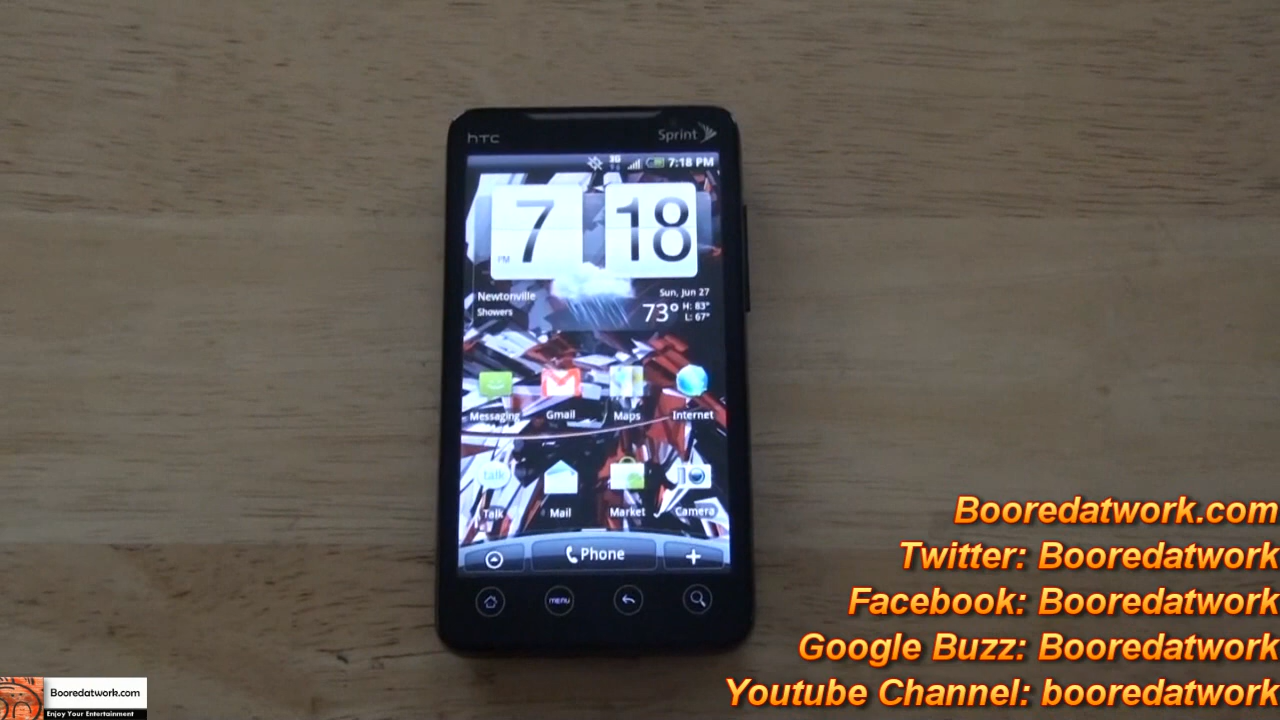 hTC Sprint
3G 7:18 PM
7 18
PM
Newtonville Sun, Jun 27
Showers 73° H: 83°
L: 67°
Messaging Gmail Maps Internet
talk
Talk Mail Market Camera
Phone
MENU
Booredatwork.com
Twitter: Booredatwork
Facebook: Booredatwork
Google Buzz: Booredatwork
Youtube Channel: booredatwork
Booredatwork.com
Enjoy Your Entertainment